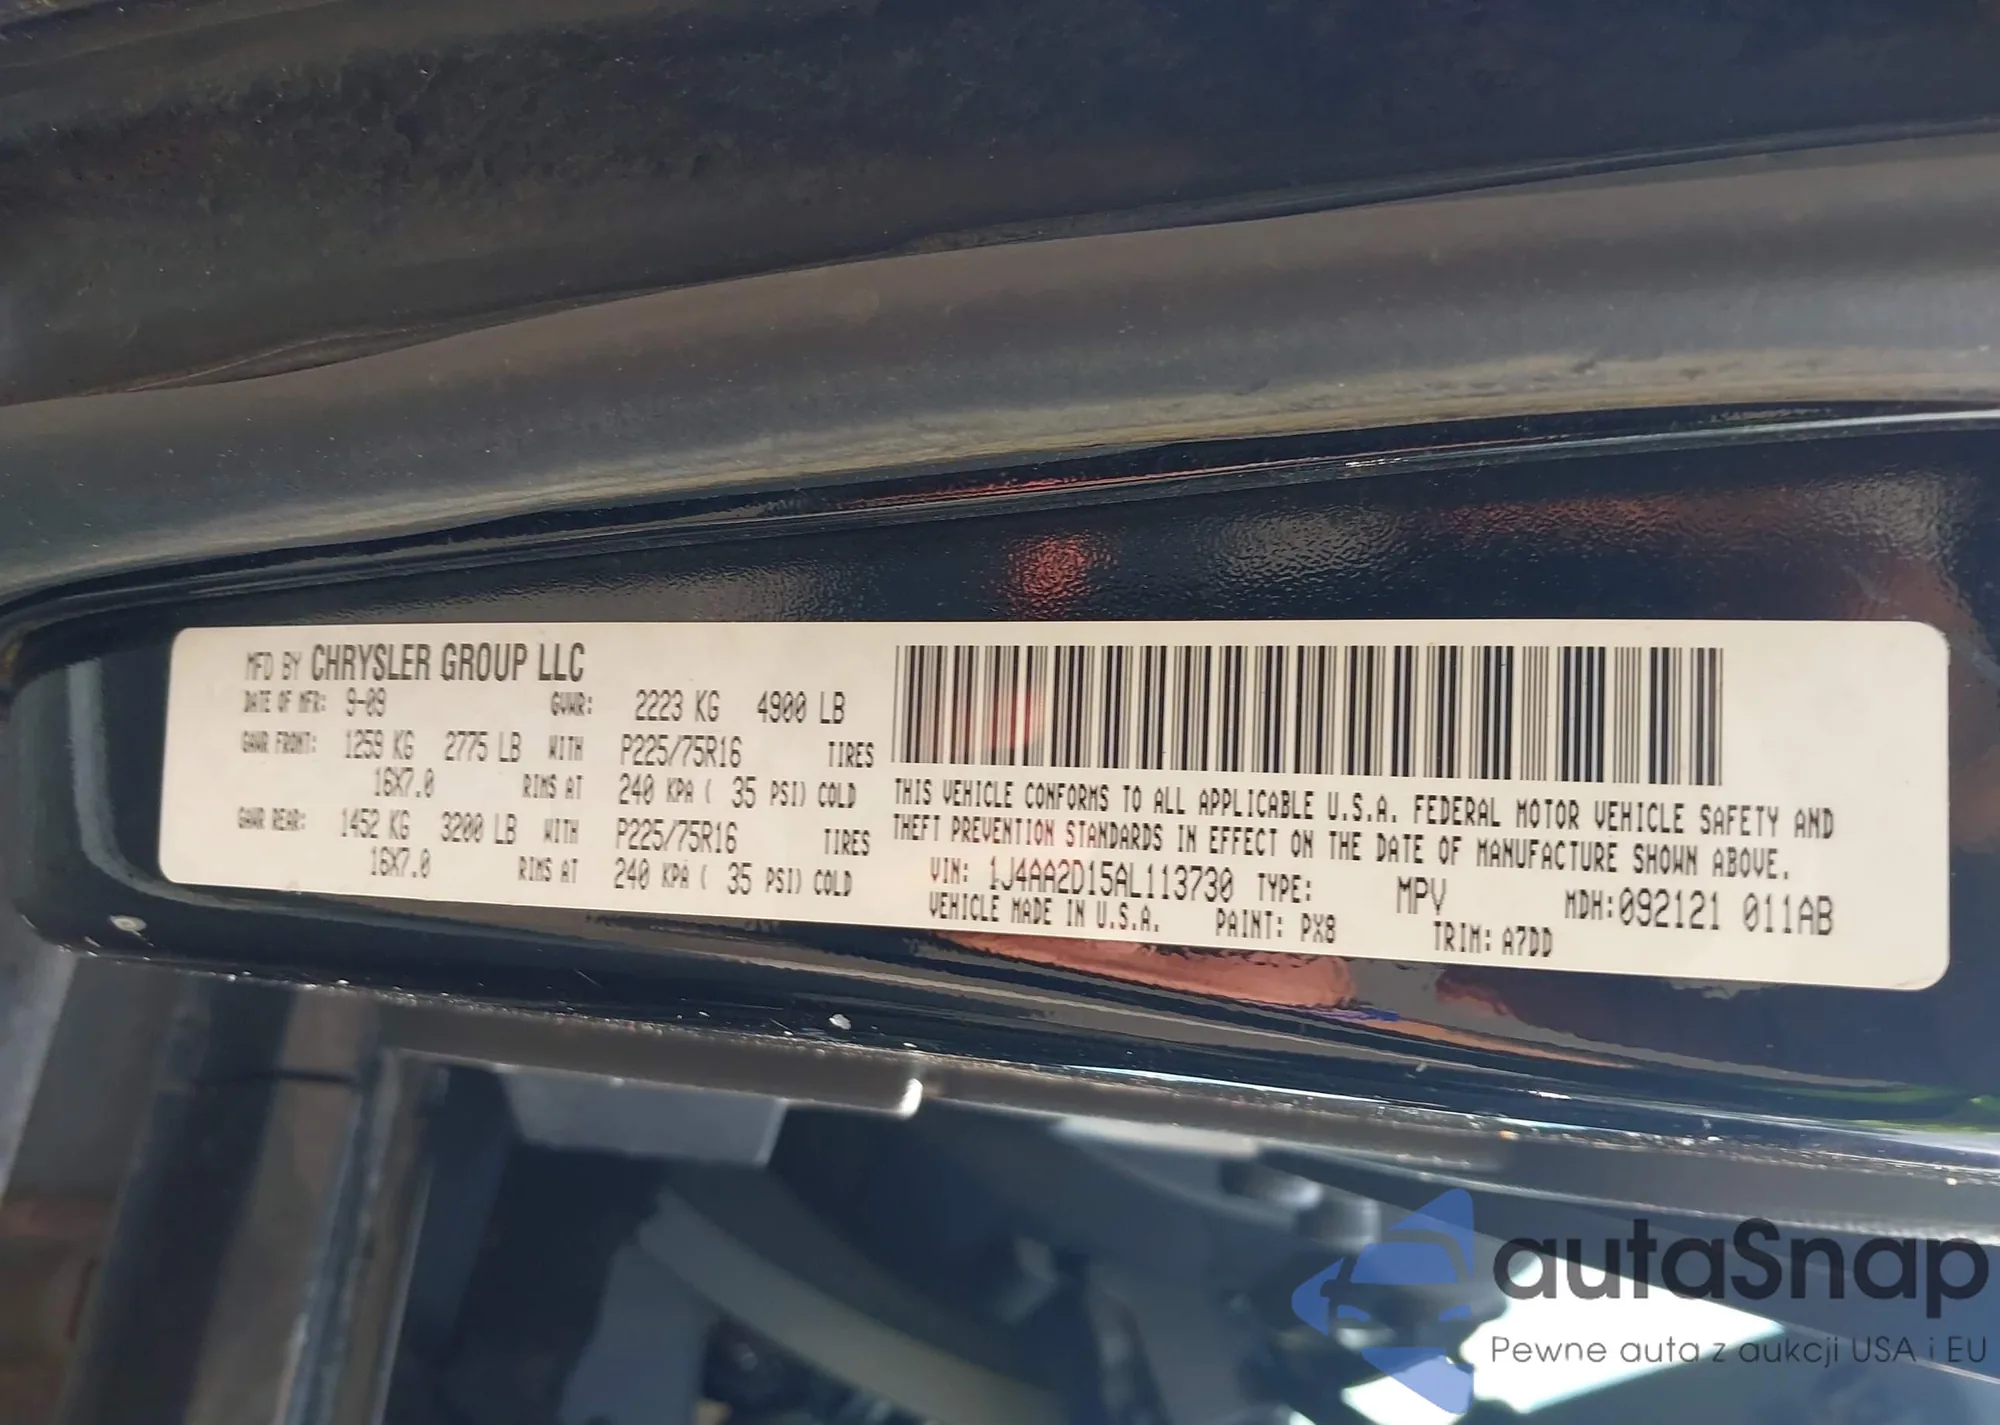 MFD BY CHRYSLER GROUP LLC
DATE OF MFR: 9-09 GVWR: 2223 KG 4900 LB
GAWR FRONT: 1259 KG 2775 LB WITH P225/75R16 TIRES
16X7.0 RIMS AT 240 KPA ( 35 PSI) COLD
GAWR REAR: 1452 KG 3200 LB WITH P225/75R16 TIRES
16X7.0 RIMS AT 240 KPA ( 35 PSI) COLD
THIS VEHICLE CONFORMS TO ALL APPLICABLE U.S.A. FEDERAL MOTOR VEHICLE SAFETY AND
THEFT PREVENTION STANDARDS IN EFFECT ON THE DATE OF MANUFACTURE SHOWN ABOVE.
VIN: 1J4AA2D15AL113730 TYPE: MPV MDH:092121 011AB
VEHICLE MADE IN U.S.A. PAINT: PX8 TRIM: A7DD
autaSnap
Pewne auta z aukcji USA i EU